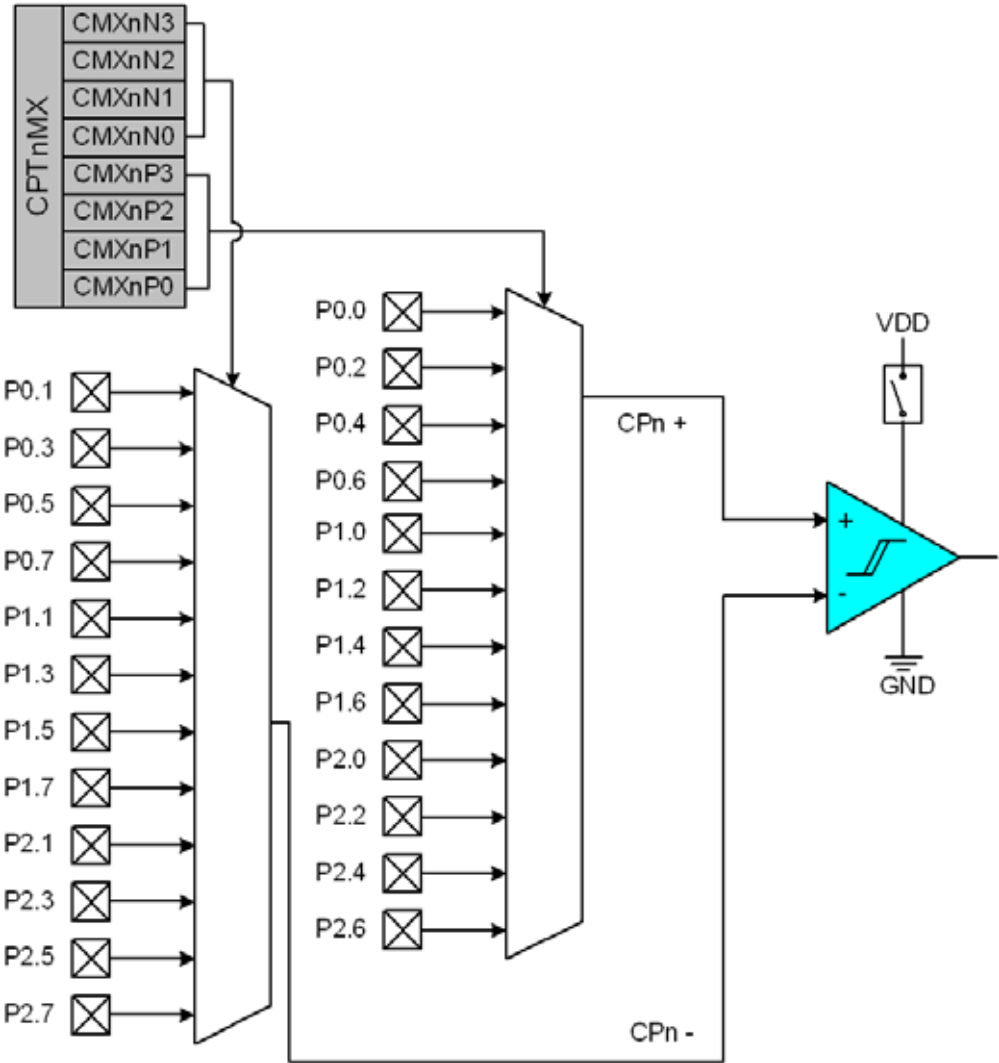 CPTnMX
CMXnN3
CMXnN2
CMXnN1
CMXnN0
CMXnP3
CMXnP2
CMXnP1
CMXnP0
P0.1
P0.3
P0.5
P0.7
P1.1
P1.3
P1.5
P1.7
P2.1
P2.3
P2.5
P2.7
P0.0
P0.2
P0.4
P0.6
P1.0
P1.2
P1.4
P1.6
P2.0
P2.2
P2.4
P2.6
CPn +
CPn -
VDD
+
-
GND